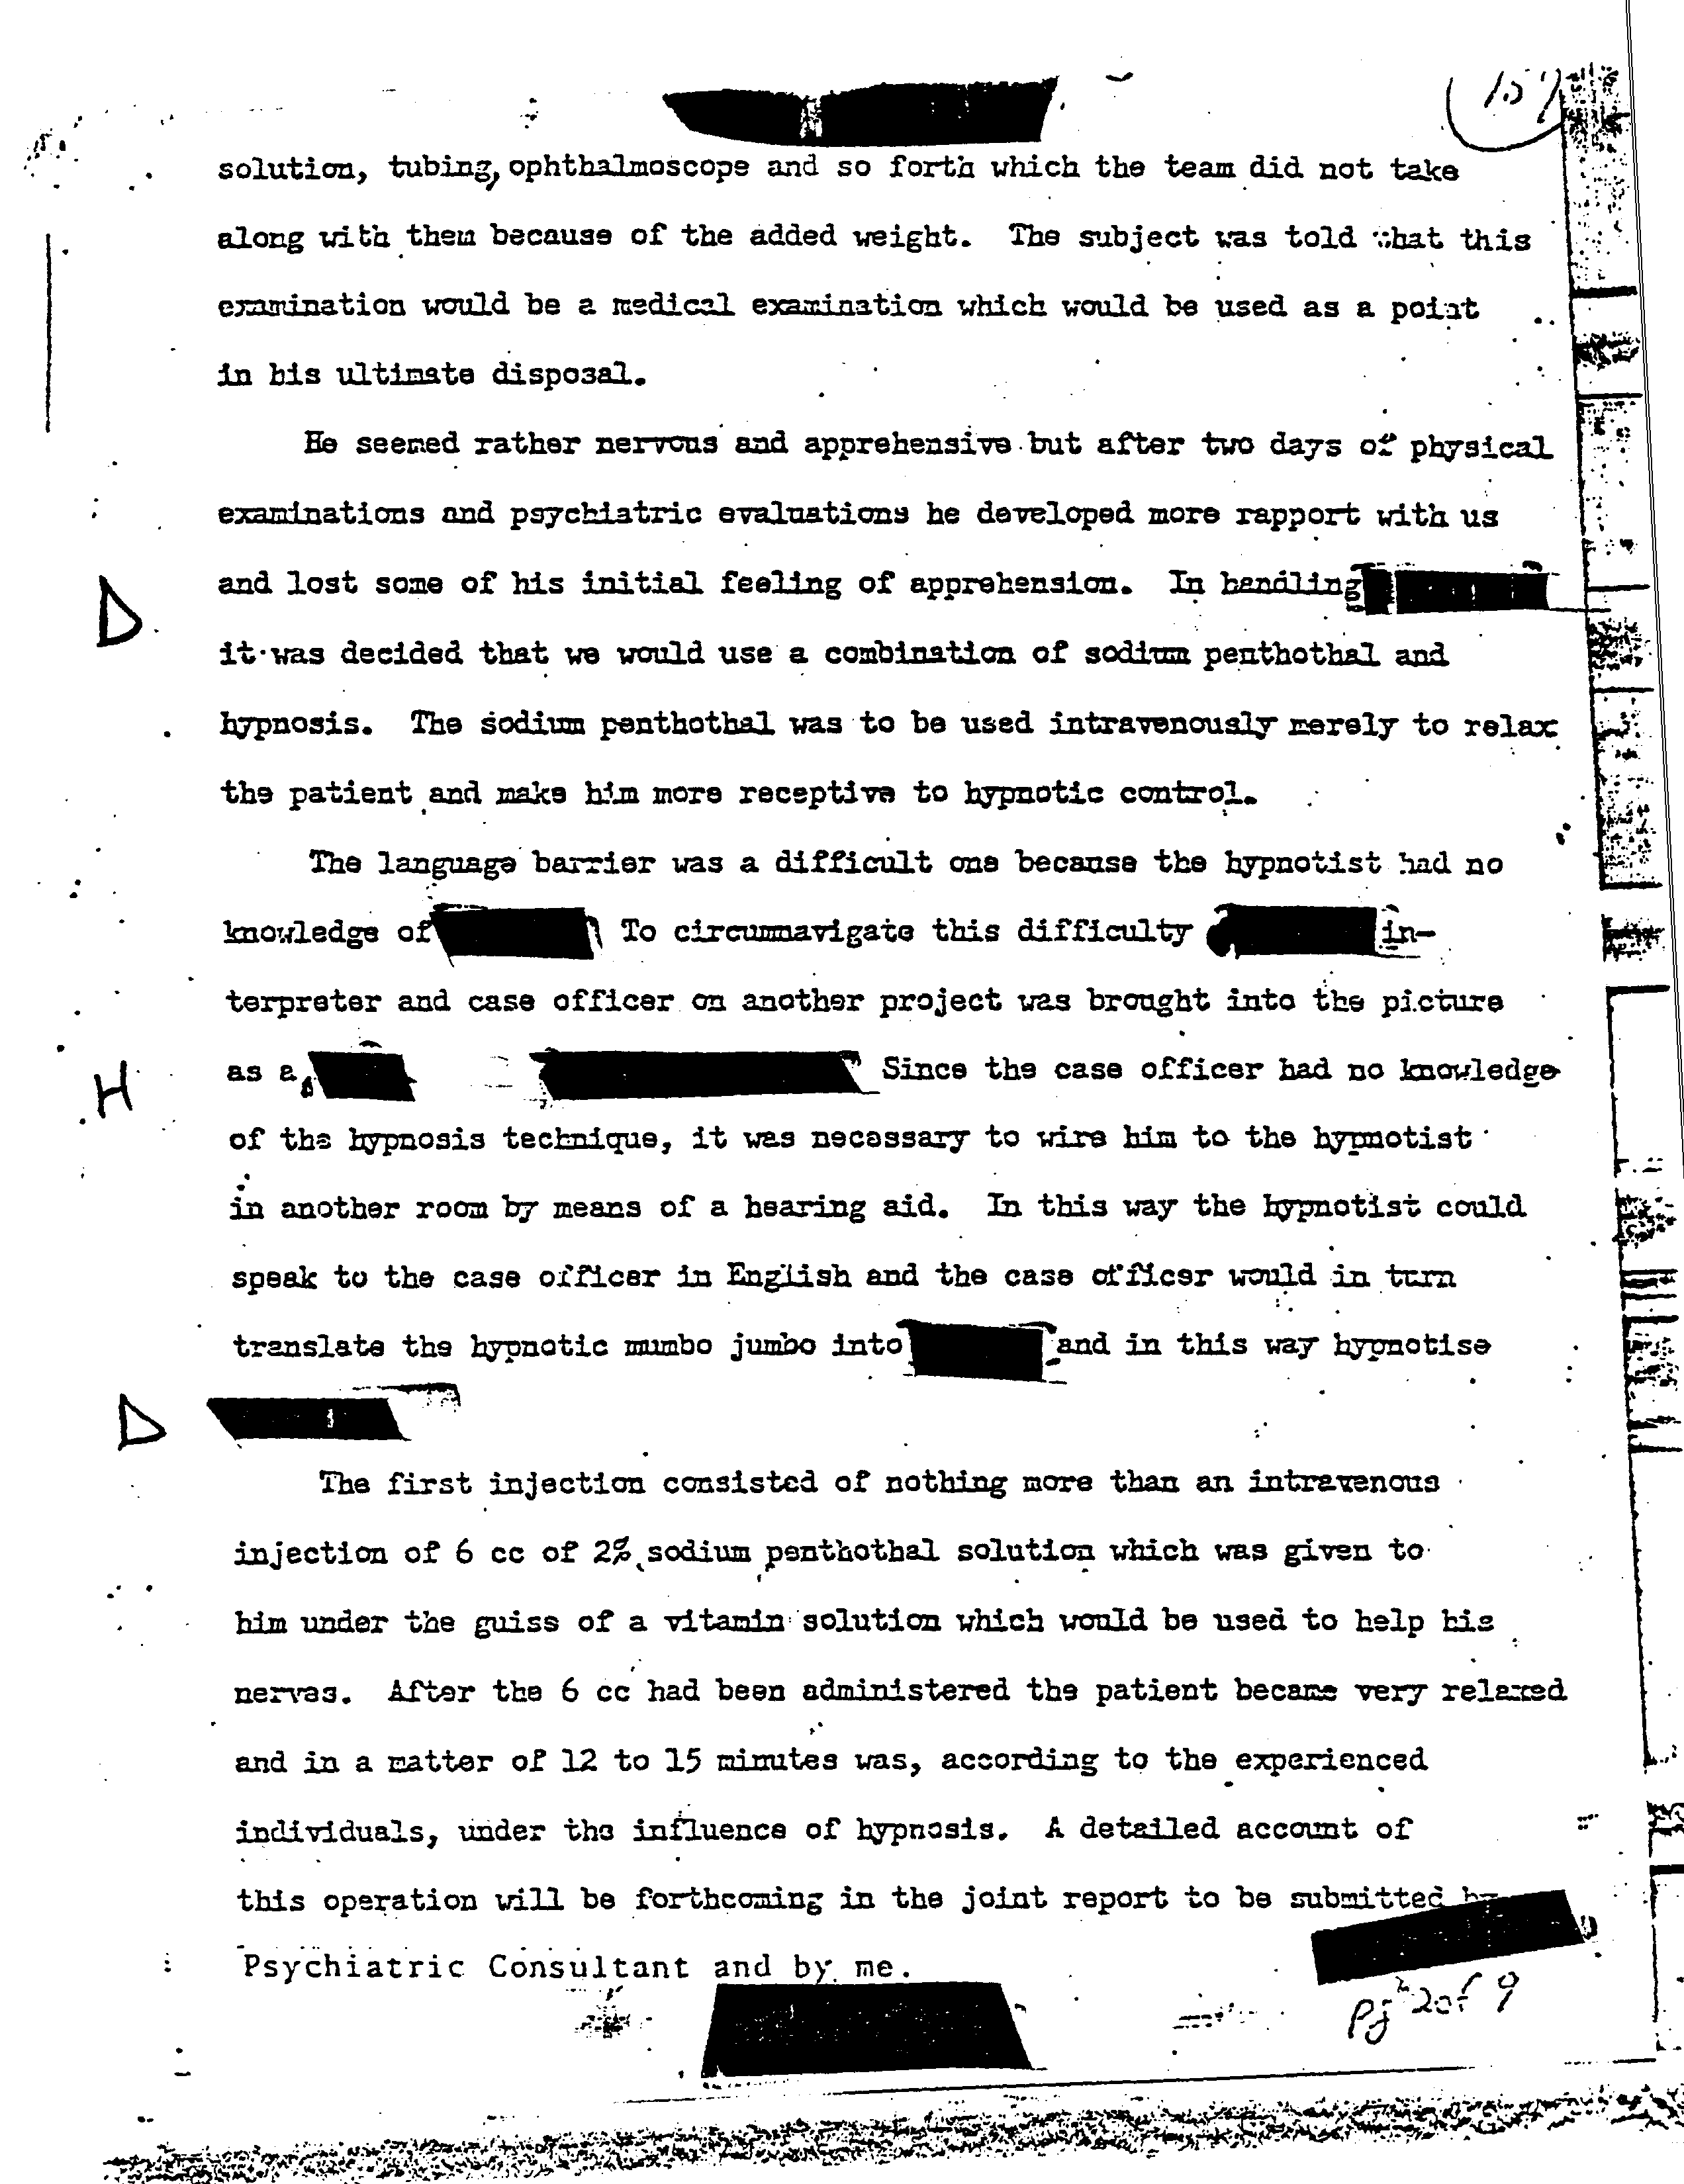 157
solution, tubing, ophthalmoscope and so forth which the team did not take
along with them because of the added weight. The subject was told that this
examination would be a medical examination which would be used as a point
in his ultimate disposal.
He seemed rather nervous and apprehensive but after two days of physical
examinations and psychiatric evaluations he developed more rapport with us
and lost some of his initial feeling of apprehension. In handling
D
it was decided that we would use a combination of sodium penthothal and
hypnosis. The sodium penthothal was to be used intravenously merely to relax
the patient and make him more receptive to hypnotic control.
The language barrier was a difficult one because the hypnotist had no
knowledge of To circumnavigate this difficulty in-
terpreter and case officer on another project was brought into the picture
as a Since the case officer had no knowledge
H
of the hypnosis technique, it was necessary to wire him to the hypnotist
in another room by means of a hearing aid. In this way the hypnotist could
speak to the case officer in English and the case officer would in turn
translate the hypnotic mumbo jumbo into and in this way hypnotise
D
The first injection consisted of nothing more than an intravenous
injection of 6 cc of 2% sodium penthothal solution which was given to
him under the guiss of a vitamin solution which would be used to help his
nerves. After the 6 cc had been administered the patient became very relaxed
and in a matter of 12 to 15 minutes was, according to the experienced
individuals, under the influence of hypnosis. A detailed account of
this operation will be forthcoming in the joint report to be submitted by
Psychiatric Consultant and by me.
pg 2 of 9